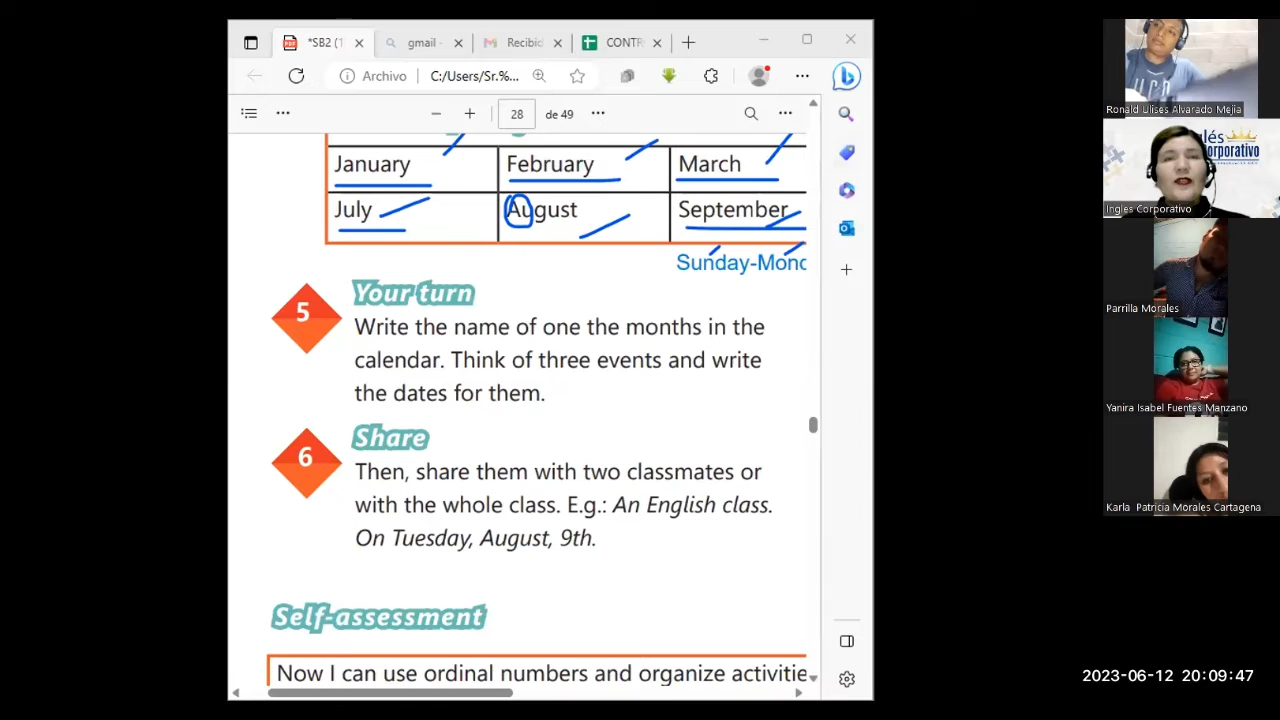 *SB2 (1
gmail -
Recibid
CONTR
Archivo
C:/Users/Sr.%...
28
de 49
January
February
March
July
August
September
Sunday-Mond
5
Your turn
Write the name of one the months in the
calendar. Think of three events and write
the dates for them.
6
Share
Then, share them with two classmates or
with the whole class. E.g.: An English class.
On Tuesday, August, 9th.
Self-assessment
Now I can use ordinal numbers and organize activitie
Ronald Ulises Alvarado Mejia
Inglés
Corporativo
Ingles Corporativo
Parrilla Morales
Yanira Isabel Fuentes Manzano
Karla Patricia Morales Cartagena
2023-06-12 20:09:47